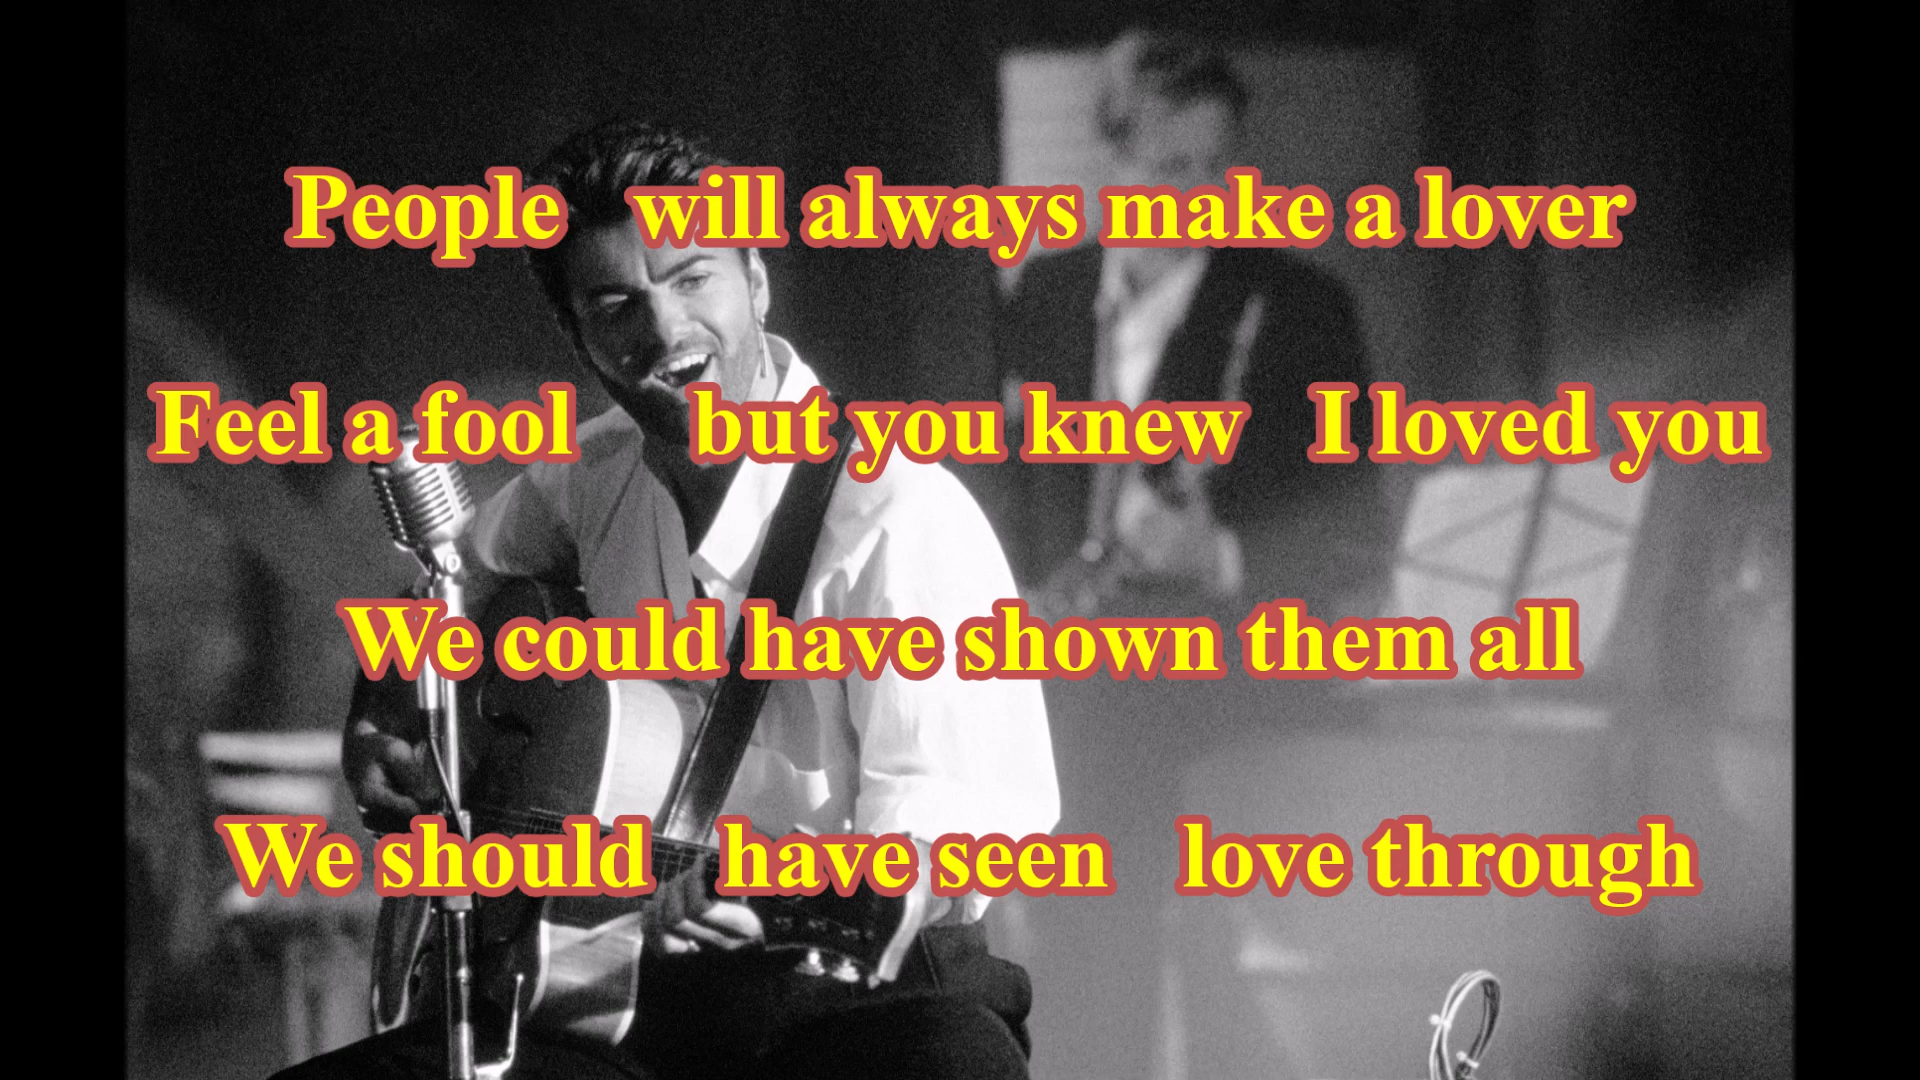 People will always make a lover
Feel a fool but you knew I loved you
We could have shown them all
We should have seen love through